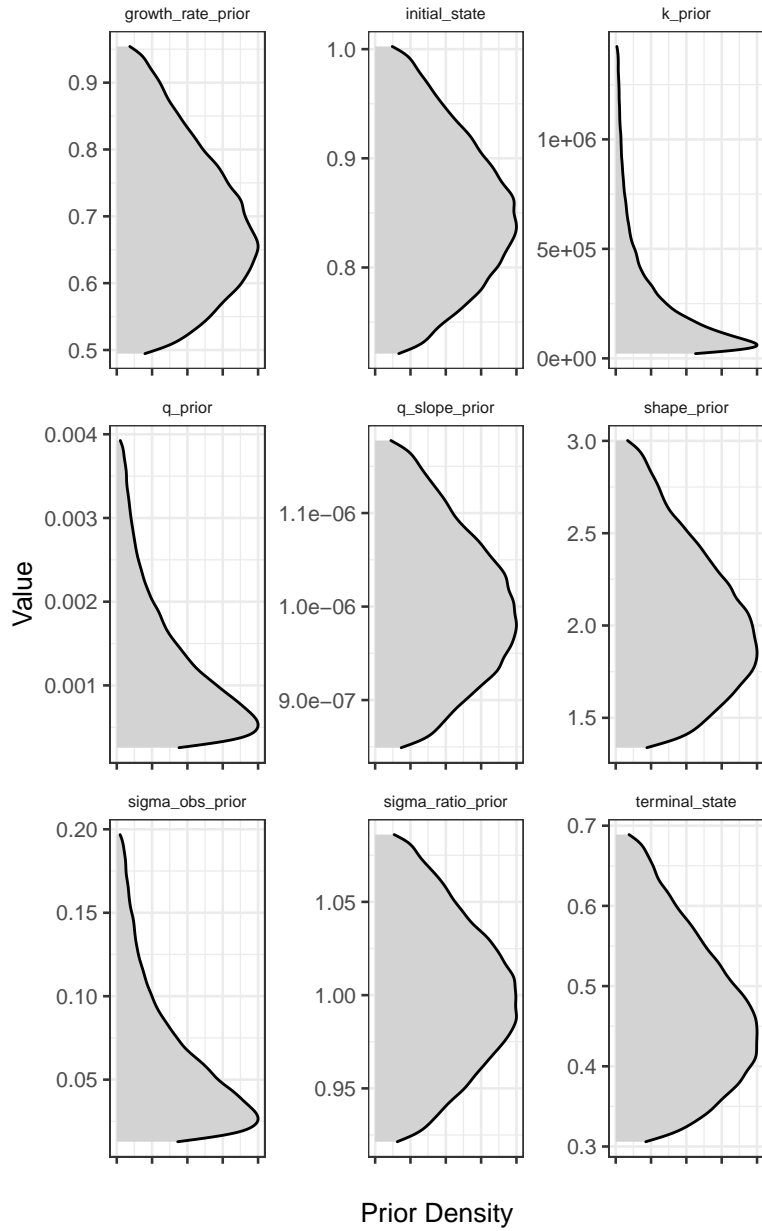 growth_rate_prior
initial_state
k_prior
0.9
0.8
0.7
0.6
0.5
1.0
0.9
0.8
1e+06
5e+05
0e+00
q_prior
q_slope_prior
shape_prior
0.004
0.003
0.002
0.001
1.1e−06
1.0e−06
9.0e−07
3.0
2.5
2.0
1.5
Value
sigma_obs_prior
sigma_ratio_prior
terminal_state
0.20
0.15
0.10
0.05
1.05
1.00
0.95
0.7
0.6
0.5
0.4
0.3
Prior Density